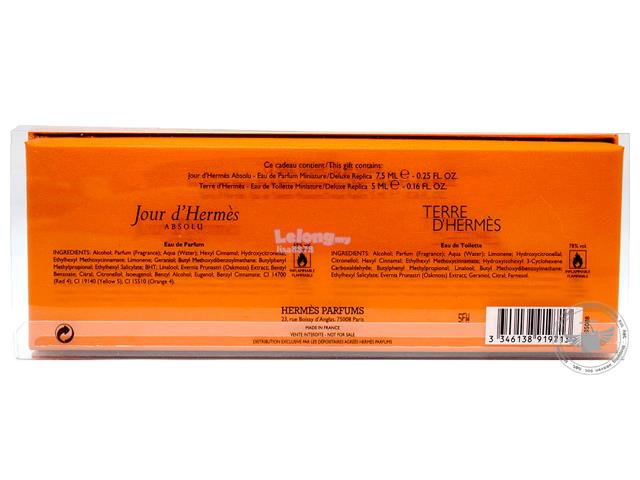 Ce cadeau contient/This gift contains:
Jour d'Hermès Absolu - Eau de Parfum Miniature/Deluxe Replica 7,5 ML ℮ - 0.25 FL. OZ.
Terre d'Hermès - Eau de Toilette Miniature/Deluxe Replica 5 ML ℮ - 0.16 FL. OZ.
Jour d'Hermès
ABSOLU
Eau de Parfum
INGREDIENTS: Alcohol; Parfum (Fragrance); Aqua (Water); Hexyl Cinnamal; Hydroxycitronellal;
Ethylhexyl Methoxycinnamate; Limonene; Geraniol; Butyl Methoxydibenzoylmethane; Butylphenyl
Methylpropional; Ethylhexyl Salicylate; BHT; Linalool; Evernia Prunastri (Oakmoss) Extract; Benzyl
Benzoate; Citral; Citronellol; Isoeugenol; Benzyl Alcohol; Eugenol; Benzyl Cinnamate; CI 14700
(Red 4); CI 19140 (Yellow 5); CI 15510 (Orange 4).
INFLAMMABLE
FLAMMABLE
TERRE
D'HERMÈS
Eau de Toilette
78% vol.
INGREDIENTS: Alcohol; Parfum (Fragrance); Aqua (Water); Limonene; Hydroxycitronellal;
Citronellol; Hexyl Cinnamal; Ethylhexyl Methoxycinnamate; Hydroxyisohexyl 3-Cyclohexene
Carboxaldehyde; Butylphenyl Methylpropional; Linalool; Butyl Methoxydibenzoylmethane;
Ethylhexyl Salicylate; Evernia Prunastri (Oakmoss) Extract; Geraniol; Citral; Coumarin; Farnesol.
INFLAMMABLE
FLAMMABLE
Lelong.my
lisa8878
HERMÈS PARFUMS
23, rue Boissy d'Anglas, 75008 Paris
MADE IN FRANCE
VENTE INTERDITE - NOT FOR SALE
DISTRIBUTION EXCLUSIVE PAR LES DÉPOSITAIRES AGRÉÉS HERMÈS PARFUMS
SFH
3 346138 91971